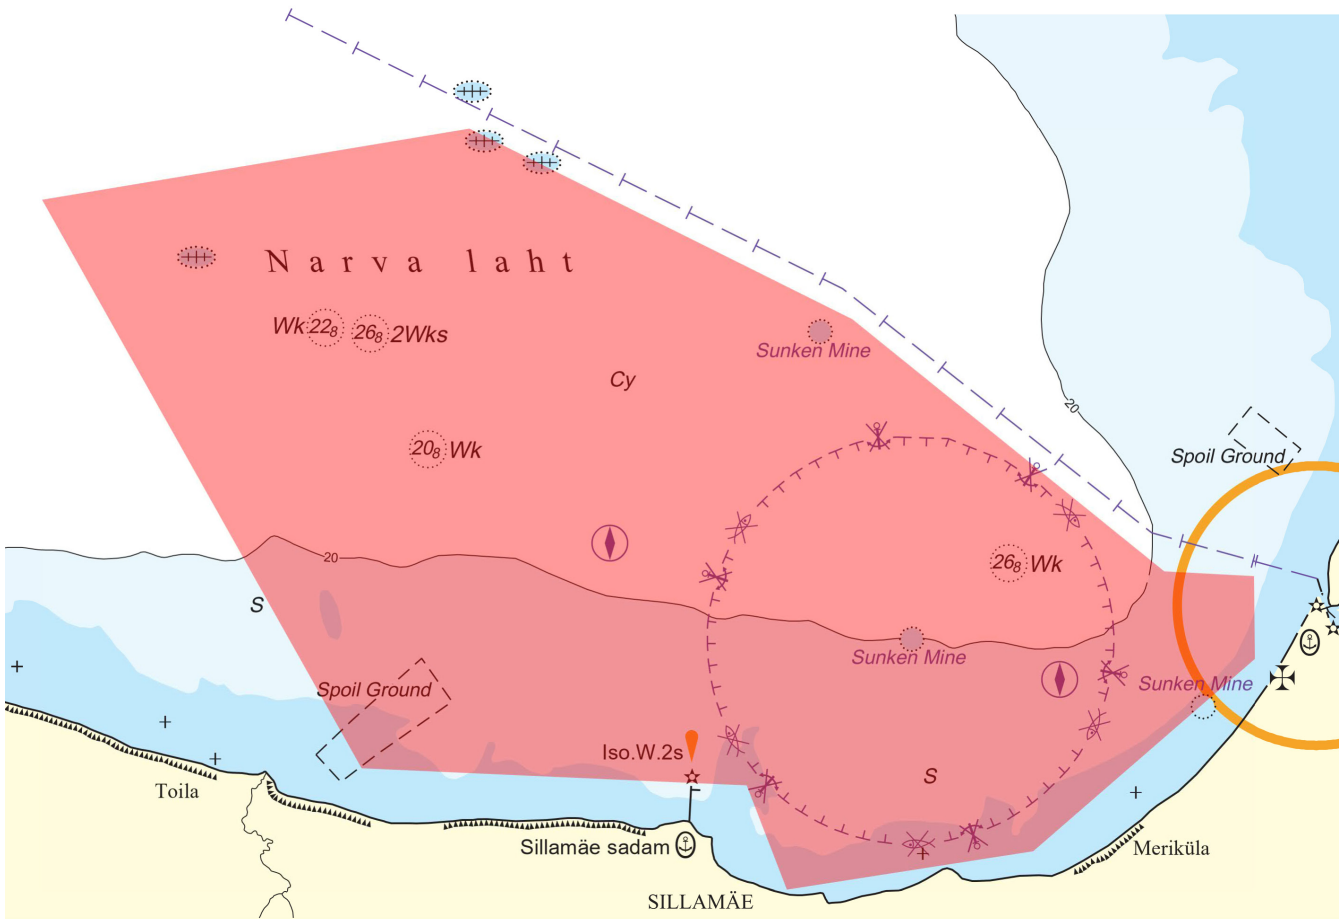 Narva laht
Wk 22₈
26₈ 2Wks
Sunken Mine
Cy
20
20₈ Wk
Spoil Ground
20
26₈ Wk
S
Sunken Mine
Spoil Ground
Sunken Mine
Iso.W.2s
S
Toila
Sillamäe sadam
Meriküla
SILLAMÄE